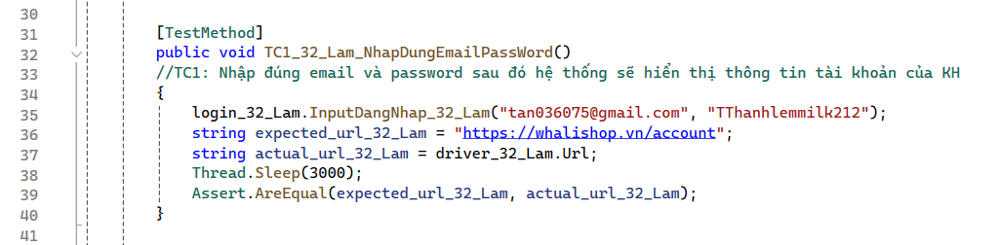 30
31 [TestMethod]
32 public void TC1_32_Lam_NhapDungEmailPassWord()
33 //TC1: Nhập đúng email và password sau đó hệ thống sẽ hiển thị thông tin tài khoản của KH
34 {
35 login_32_Lam.InputDangNhap_32_Lam("tan036075@gmail.com", "TThanhlemmilk212");
36 string expected_url_32_Lam = "https://whalishop.vn/account";
37 string actual_url_32_Lam = driver_32_Lam.Url;
38 Thread.Sleep(3000);
39 Assert.AreEqual(expected_url_32_Lam, actual_url_32_Lam);
40 }
41